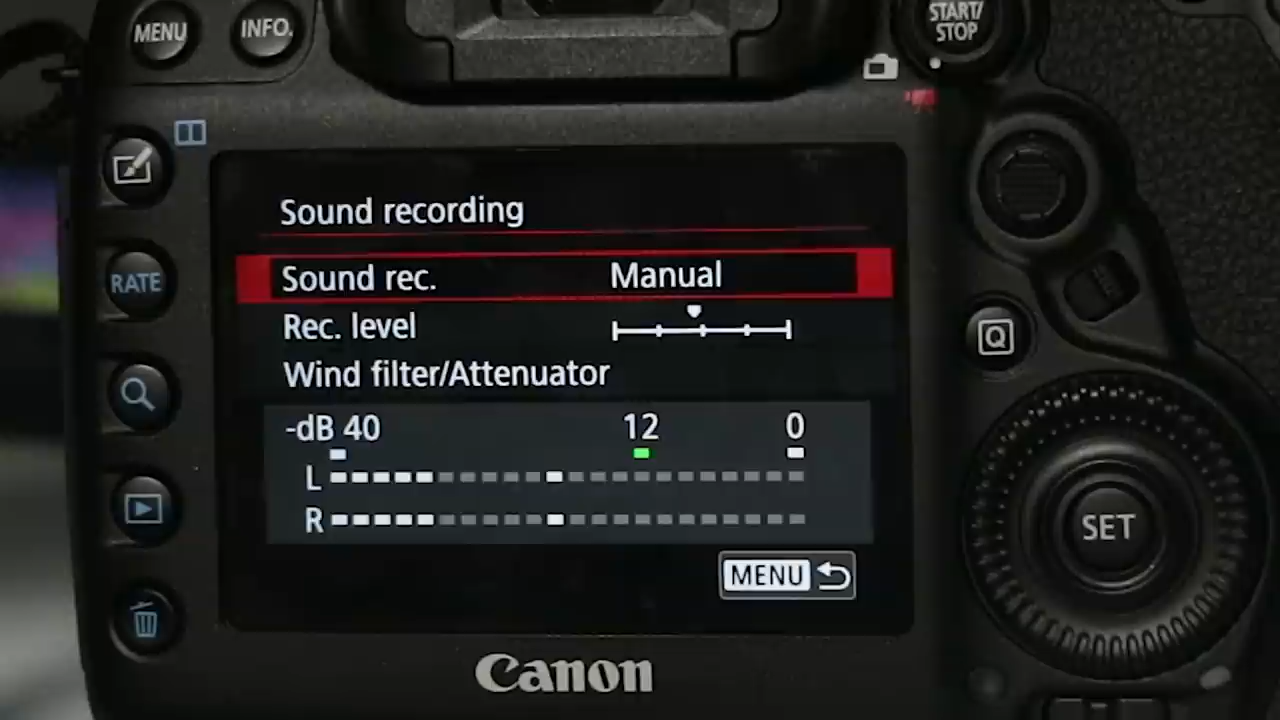 MENU
INFO.
START/
STOP
RATE
Sound recording
Sound rec. Manual
Rec. level
Wind filter/Attenuator
-dB 40 12 0
L
R
MENU
Q
SET
Canon